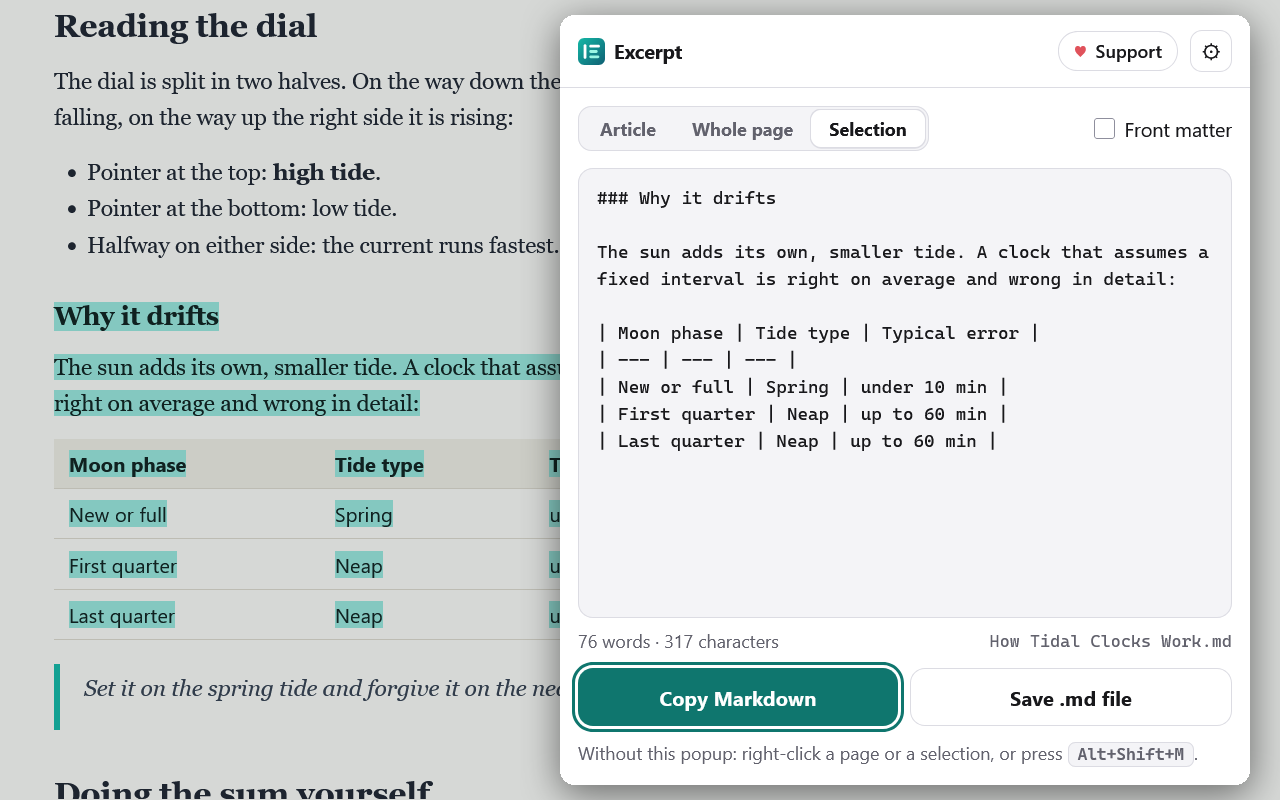 Reading the dial
The dial is split in two halves. On the way down the
falling, on the way up the right side it is rising:
• Pointer at the top: high tide.
• Pointer at the bottom: low tide.
• Halfway on either side: the current runs fastest.
Why it drifts
The sun adds its own, smaller tide. A clock that
right on average and wrong in detail:
Moon phase Tide type
New or full Spring
First quarter Neap
Last quarter Neap
Set it on the spring tide and forgive it on the
Doing the sum yourself
Excerpt
♥ Support
Article Whole page Selection
Front matter
### Why it drifts
The sun adds its own, smaller tide. A clock that assumes a
fixed interval is right on average and wrong in detail:
| Moon phase | Tide type | Typical error |
| --- | --- | --- |
| New or full | Spring | under 10 min |
| First quarter | Neap | up to 60 min |
| Last quarter | Neap | up to 60 min |
76 words · 317 characters
How Tidal Clocks Work.md
Copy Markdown
Save .md file
Without this popup: right-click a page or a selection, or press Alt+Shift+M.